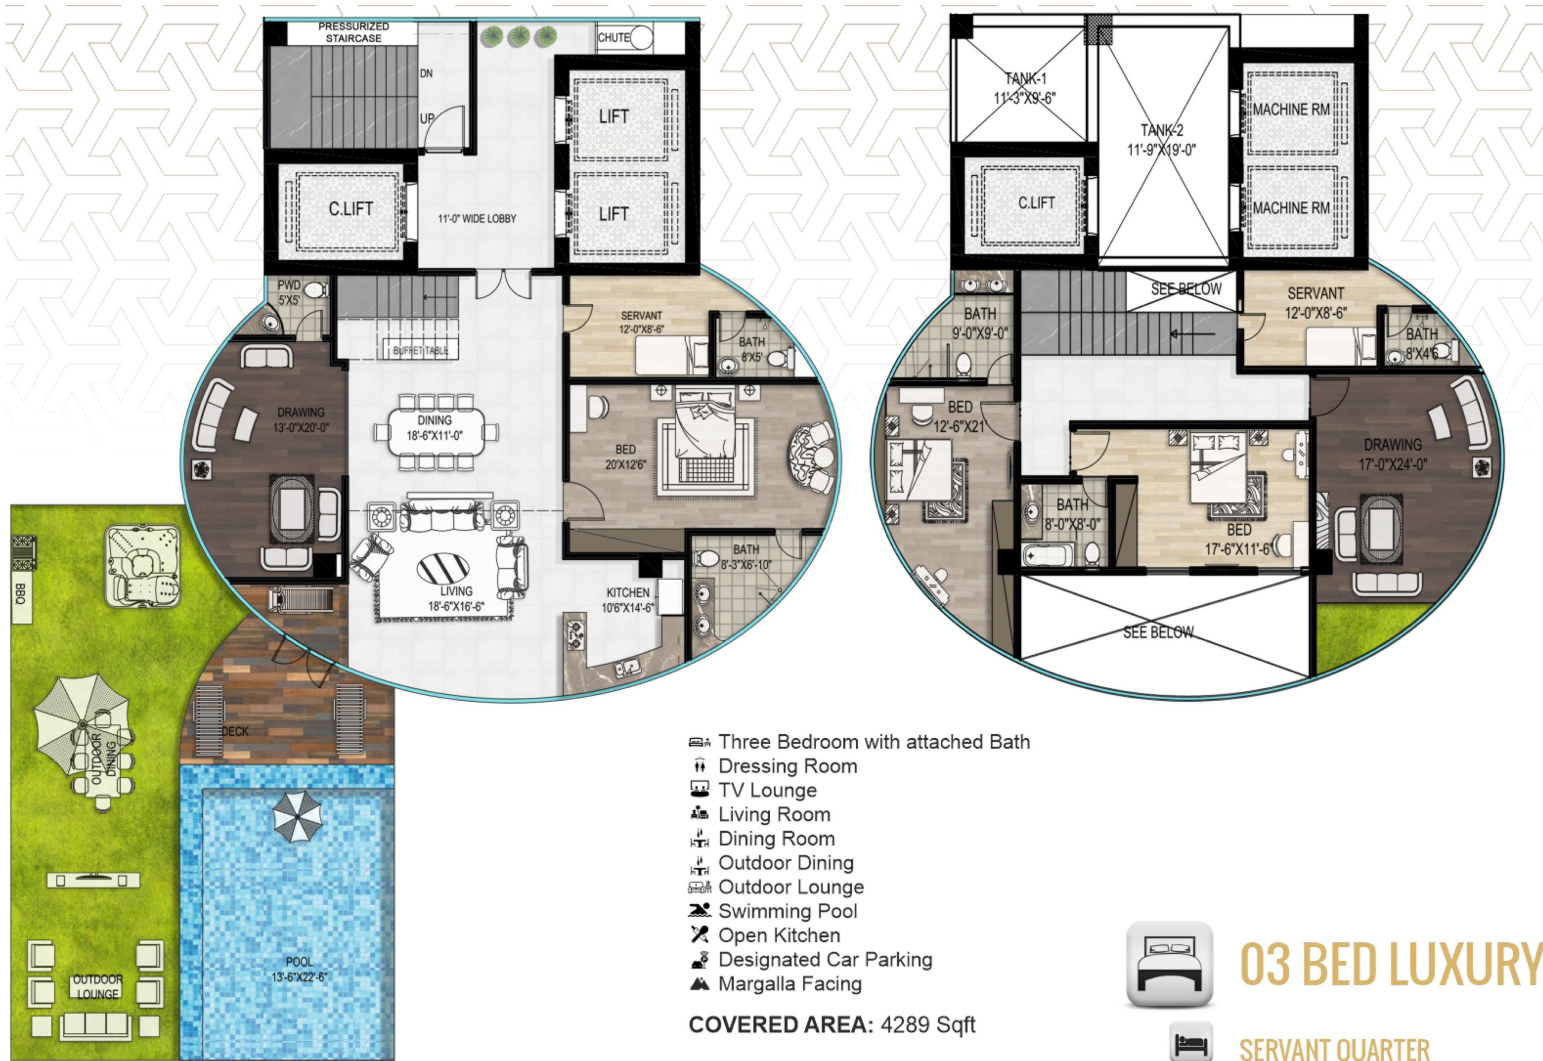 PRESSURIZED
STAIRCASE
DN
UP
CHUTE
LIFT
LIFT
C.LIFT
11'-0" WIDE LOBBY
PWD
5'X5'
BUFFET TABLE
SERVANT
12'-0"X8'-6"
BATH
8'X5'
DRAWING
13'-0"X20'-0"
DINING
18'-6"X11'-0"
BED
20'X12'6"
LIVING
18'-6"X16'-6"
BATH
8'-3"X6'-10"
KITCHEN
10'6"X14'-6"
BBQ
DECK
OUTDOOR
DINING
POOL
13'-6"X22'-6"
OUTDOOR
LOUNGE
TANK-1
11'-3"X9'-6"
TANK-2
11'-9"X19'-0"
MACHINE RM
MACHINE RM
C.LIFT
SEE BELOW
SERVANT
12'-0"X8'-6"
BATH
9'-0"X9'-0"
BATH
8'X4'6
BED
12'-6"X21'
DRAWING
17'-0"X24'-0"
BATH
8'-0"X8'-0"
BED
17'-6"X11'-6"
SEE BELOW
Three Bedroom with attached Bath
Dressing Room
TV Lounge
Living Room
Dining Room
Outdoor Dining
Outdoor Lounge
Swimming Pool
Open Kitchen
Designated Car Parking
Margalla Facing
COVERED AREA: 4289 Sqft
03 BED LUXURY
SERVANT QUARTER